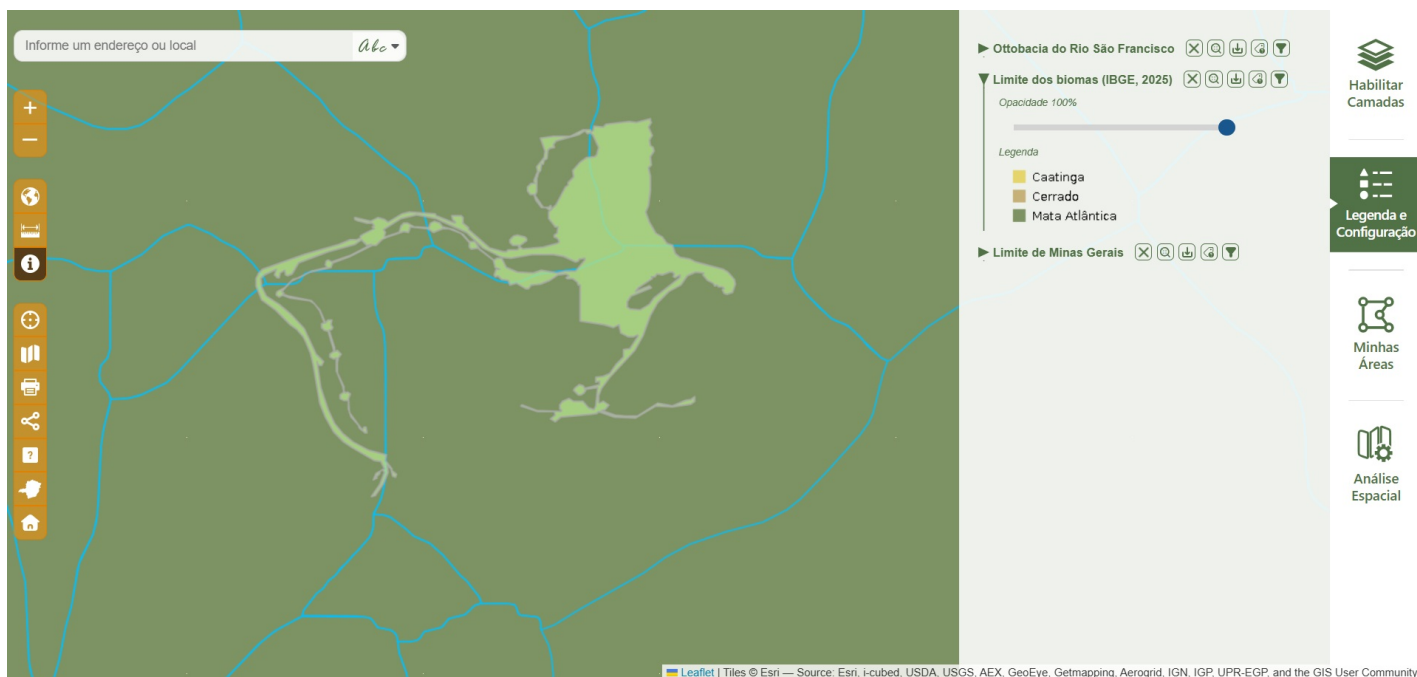 Informe um endereço ou local
Abc
+
−
?
Ottobacia do Rio São Francisco
Limite dos biomas (IBGE, 2025)
Opacidade 100%
Legenda
Caatinga
Cerrado
Mata Atlântica
Limite de Minas Gerais
Habilitar
Camadas
Legenda e
Configuração
Minhas
Áreas
Análise
Espacial
Leaflet | Tiles © Esri — Source: Esri, i-cubed, USDA, USGS, AEX, GeoEye, Getmapping, Aerogrid, IGN, IGP, UPR-EGP, and the GIS User Community